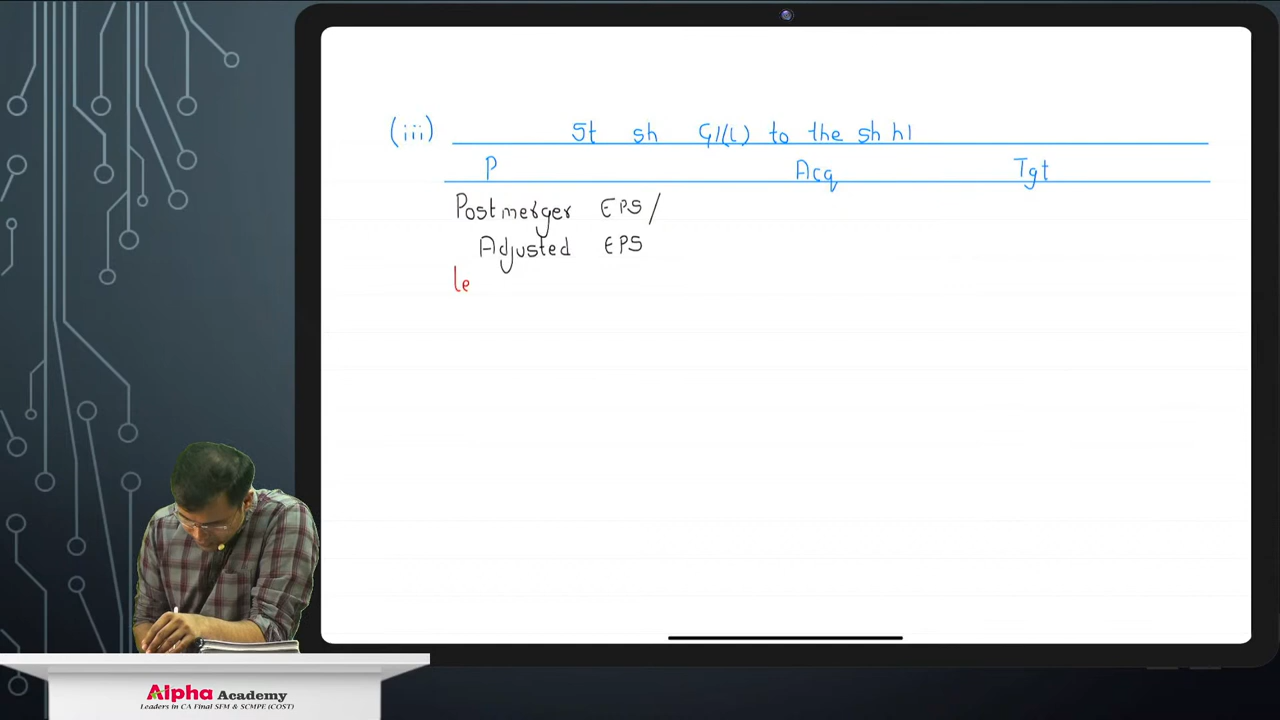 (iii) St sh G/(L) to the sh hl
P Acq Tgt
Postmerger EPS/
Adjusted EPS
le
Alpha Academy
Leaders in CA Final SFM & SCMPE (COST)